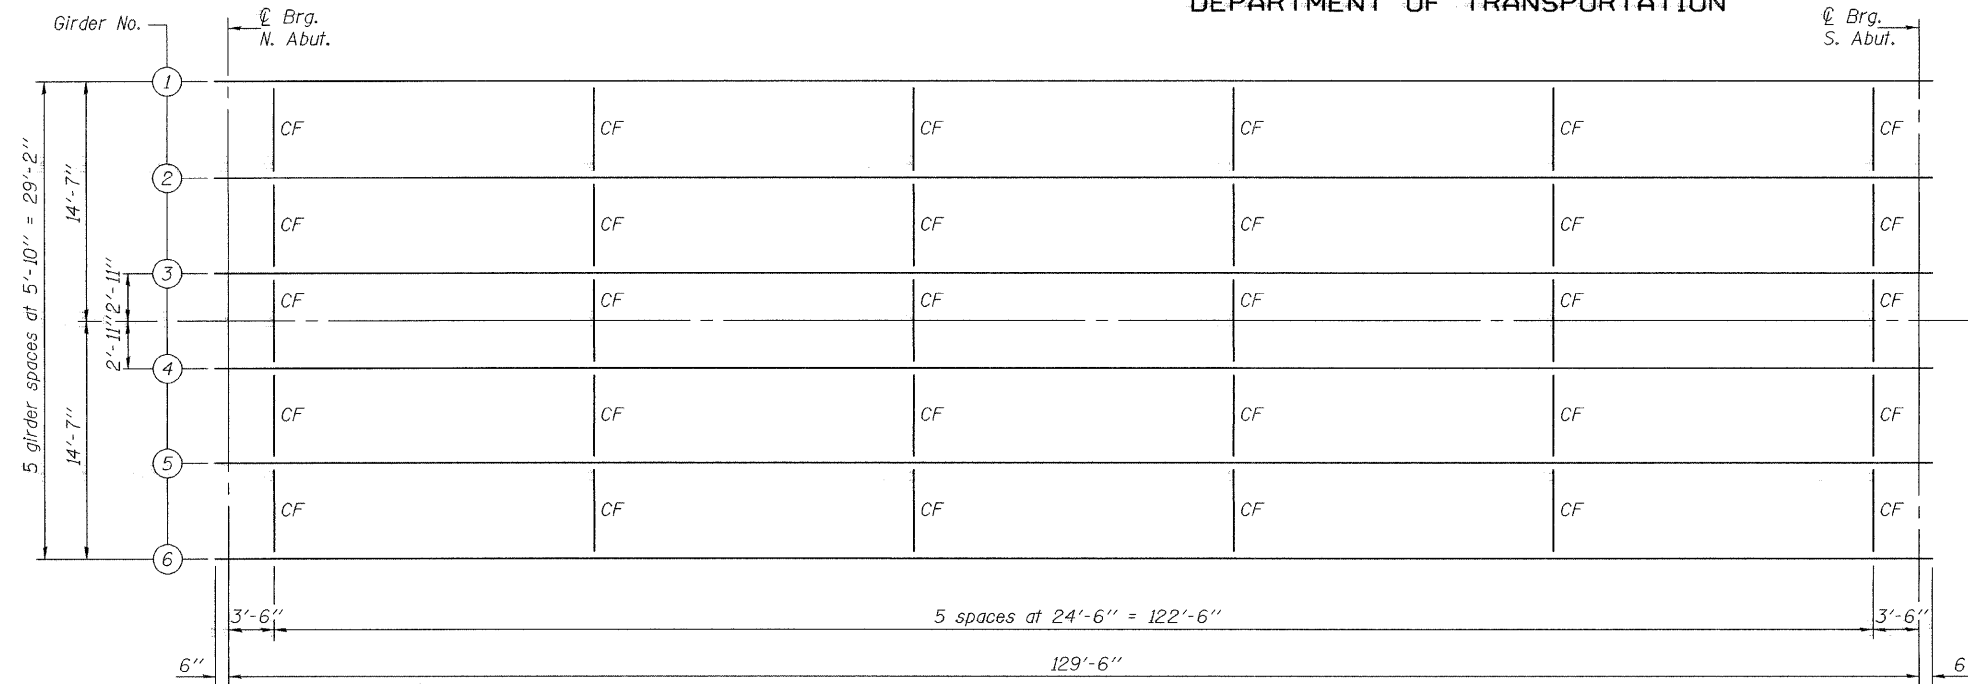 DEPARTMENT OF TRANSPORTATION
Girder No.
℄ Brg.
N. Abut.
℄ Brg.
S. Abut.
1
CF CF CF CF CF CF
2
CF CF CF CF CF CF
3
CF CF CF CF CF CF
4
CF CF CF CF CF CF
5
CF CF CF CF CF CF
6
5 girder spaces at 5'-10" = 29'-2"
14'-7"
14'-7"
2'-11"
2'-11"
3'-6"
5 spaces at 24'-6" = 122'-6"
3'-6"
6"
129'-6"
6